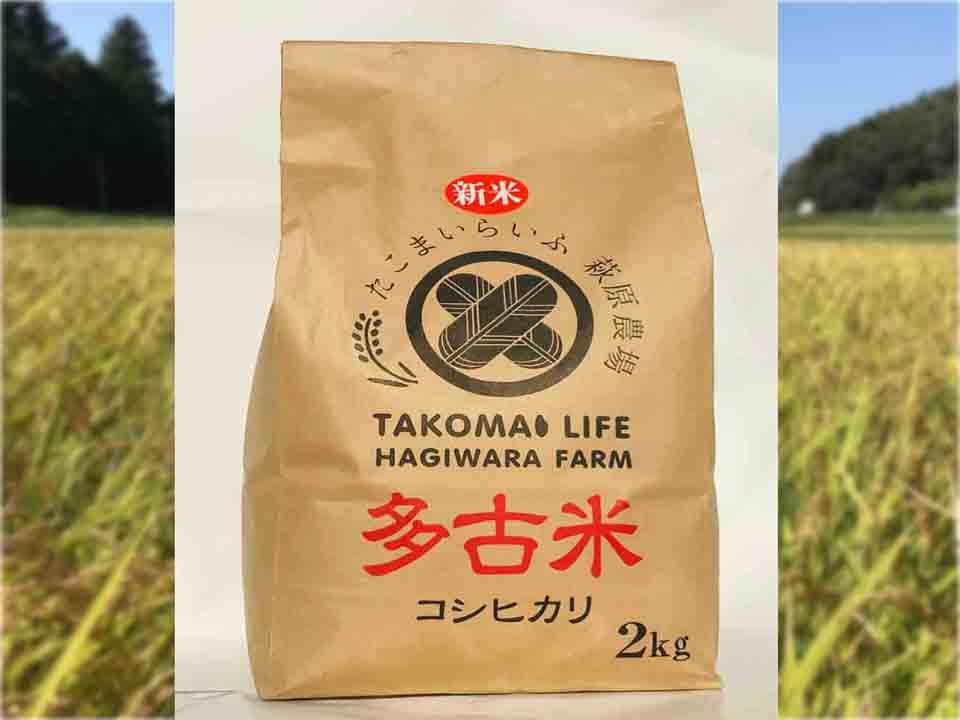 新米
たこまいらいふ 萩原農場
TAKOMAI LIFE
HAGIWARA FARM
多古米
コシヒカリ
2kg